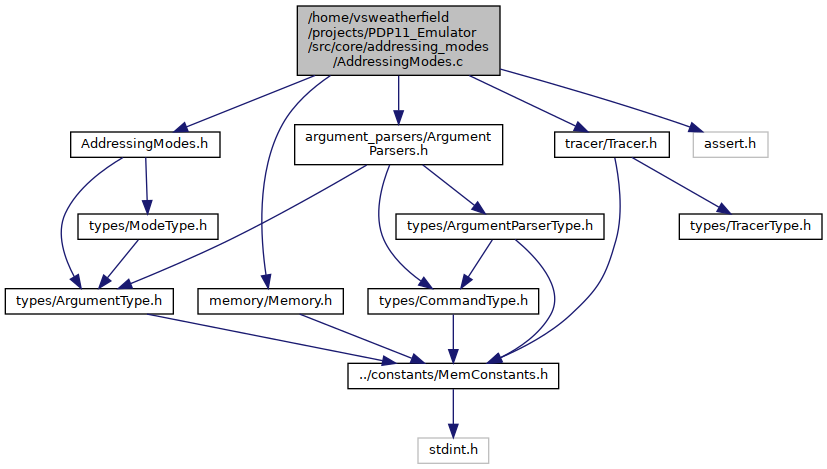 /home/vsweatherfield
/projects/PDP11_Emulator
/src/core/addressing_modes
/AddressingModes.c
AddressingModes.h
argument_parsers/Argument
Parsers.h
tracer/Tracer.h
assert.h
types/ModeType.h
types/ArgumentParserType.h
types/TracerType.h
types/ArgumentType.h
memory/Memory.h
types/CommandType.h
../constants/MemConstants.h
stdint.h